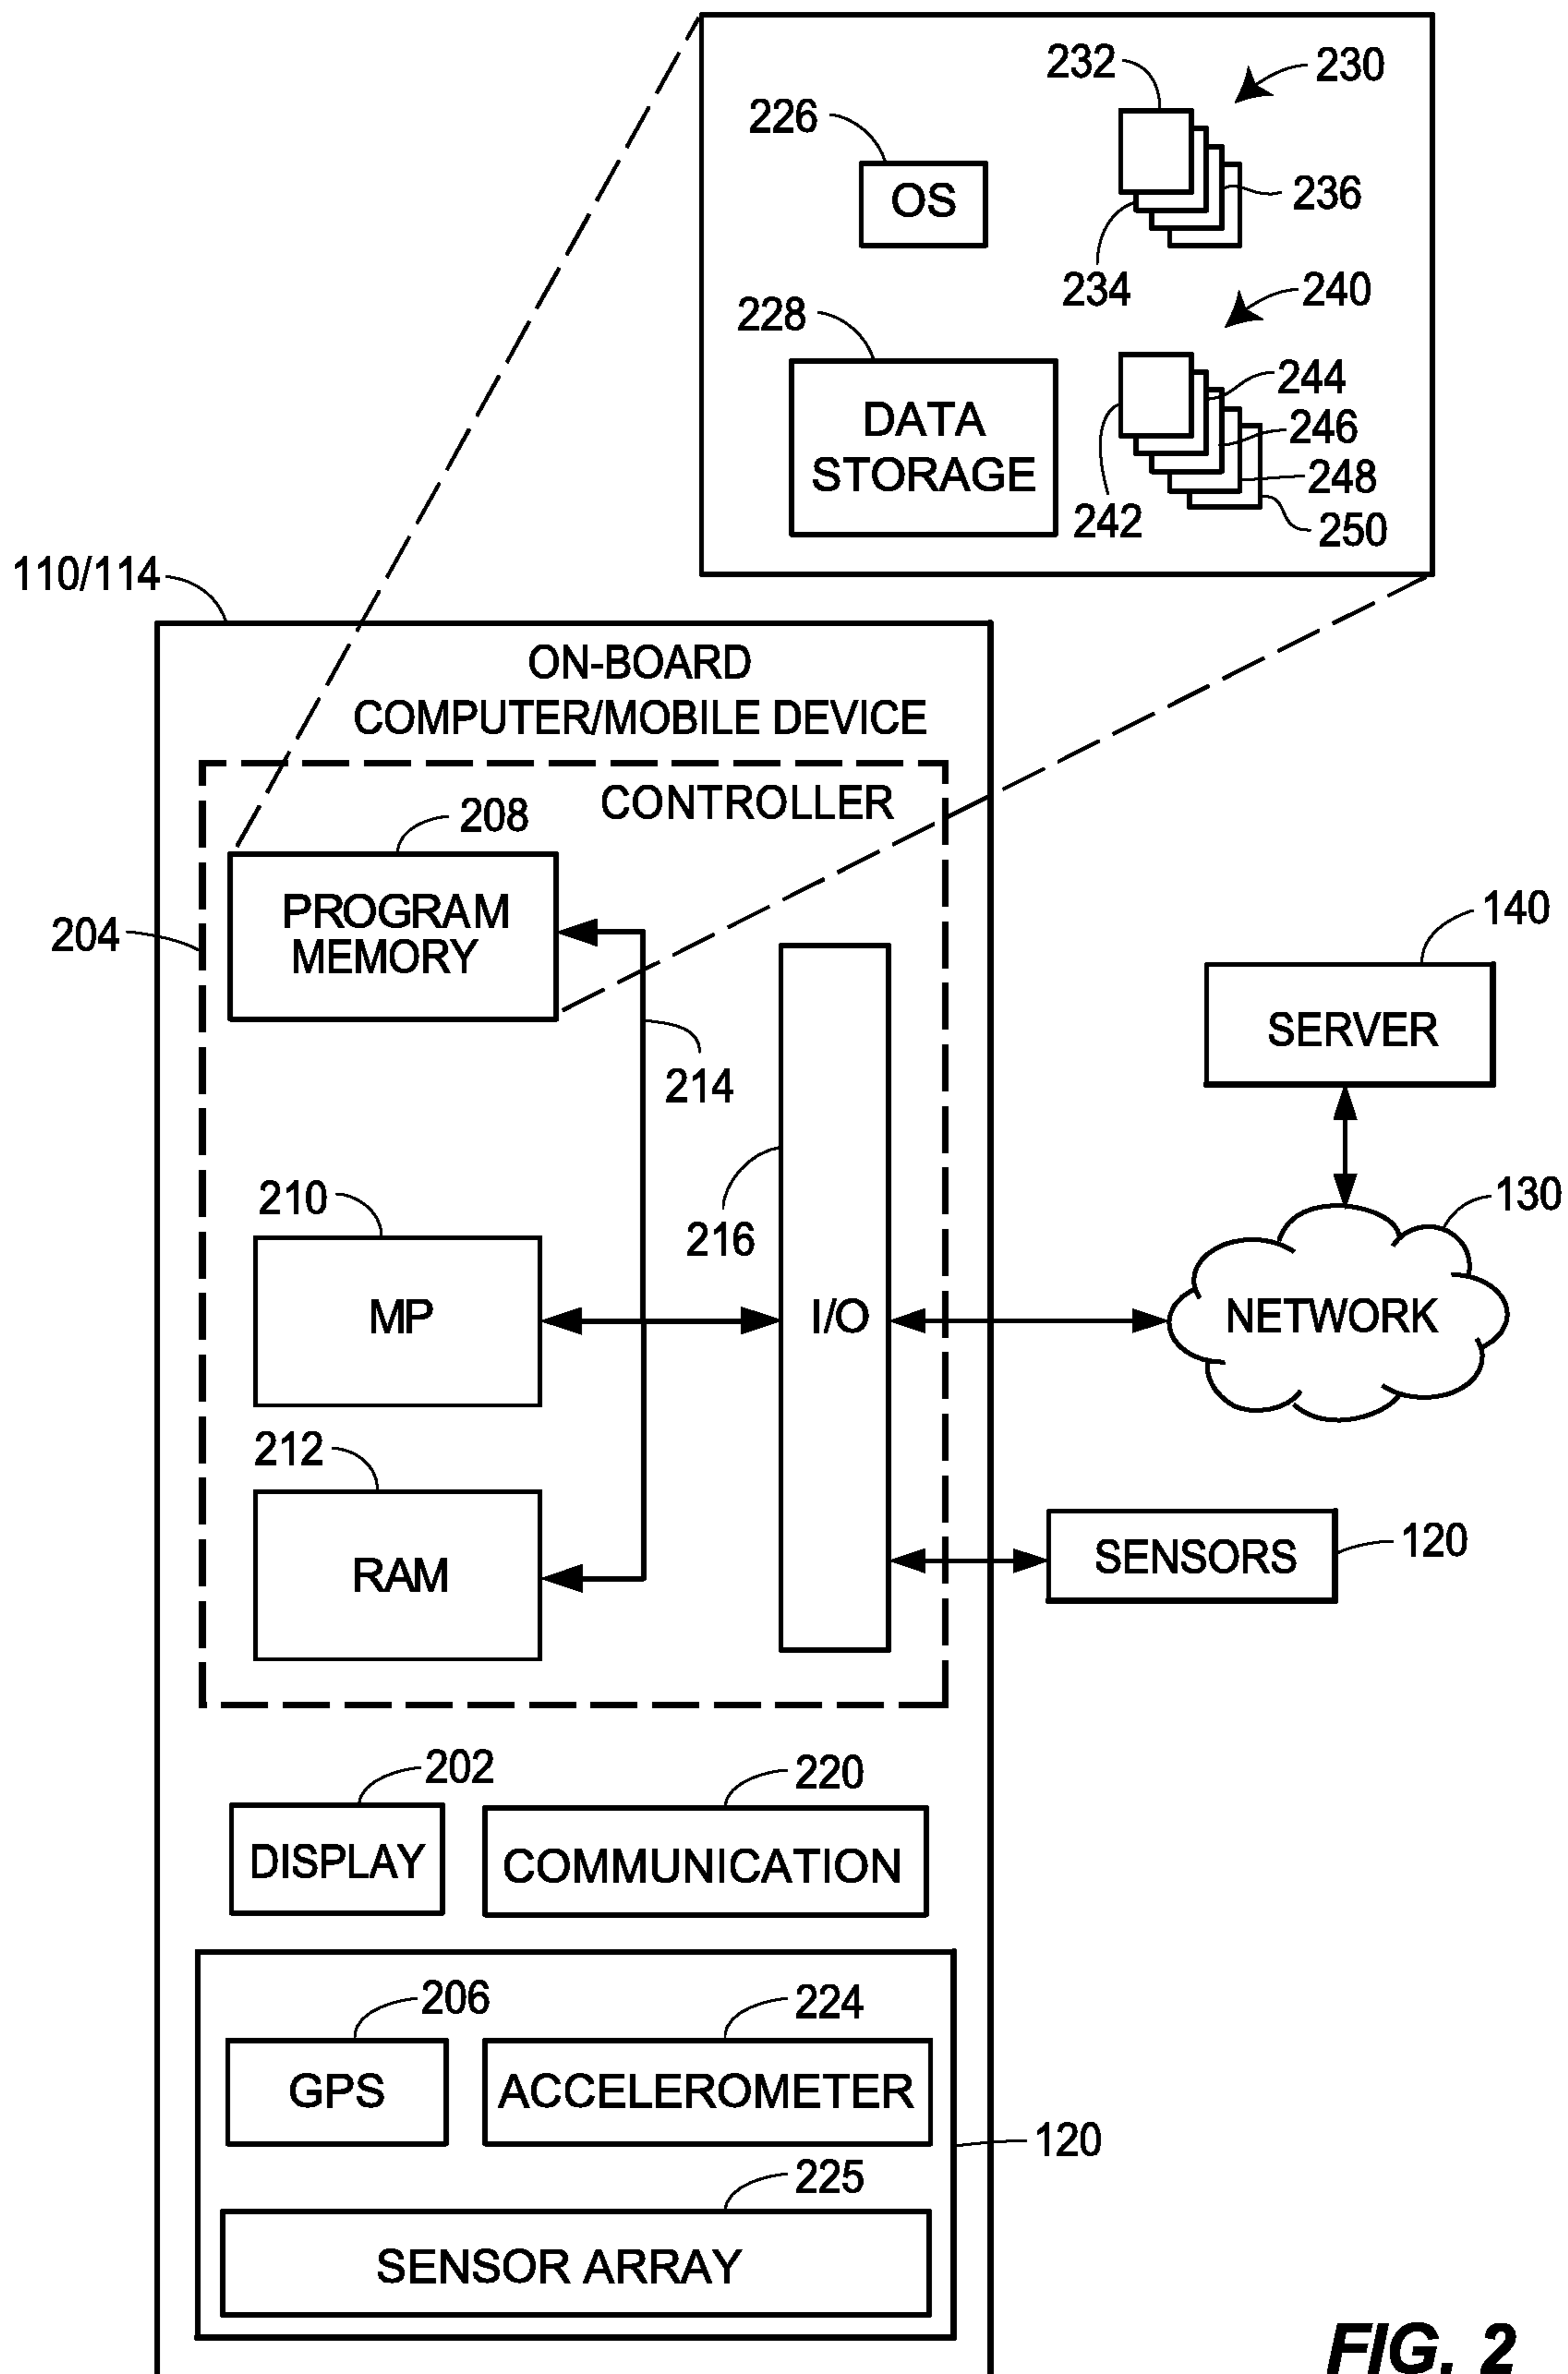 232
230
226
OS
236
234
240
228
244
DATA
STORAGE
246
248
242
250
110/114
ON-BOARD
COMPUTER/MOBILE DEVICE
CONTROLLER
208
PROGRAM
MEMORY
204
140
SERVER
214
210
216
130
MP
I/O
NETWORK
212
RAM
SENSORS
120
202
220
DISPLAY
COMMUNICATION
206
224
GPS
ACCELEROMETER
120
225
SENSOR ARRAY
FIG. 2